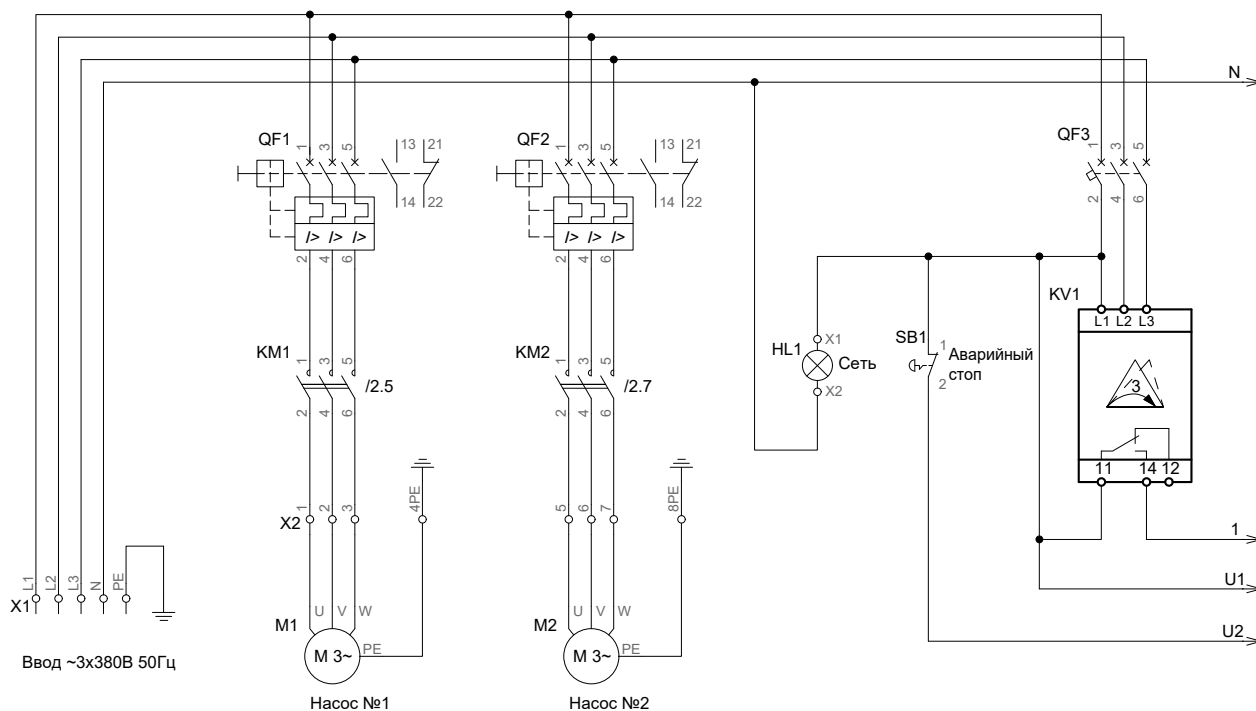 N
QF1
1
3
5
13
21
14
22
I>
I>
I>
2
4
6
QF2
1
3
5
13
21
14
22
I>
I>
I>
2
4
6
QF3
1
3
5
2
4
6
KM1
1
3
5
/2.5
2
4
6
KM2
1
3
5
/2.7
2
4
6
HL1
X1
Сеть
X2
SB1
1
Аварийный
стоп
2
KV1
L1
L2
L3
3
11
14
12
X2
1
2
3
4PE
5
6
7
8PE
1
U1
U2
X1
L1
L2
L3
N
PE
Ввод ~3x380В 50Гц
M1
U
V
W
M 3~
PE
Насос №1
M2
U
V
W
M 3~
PE
Насос №2